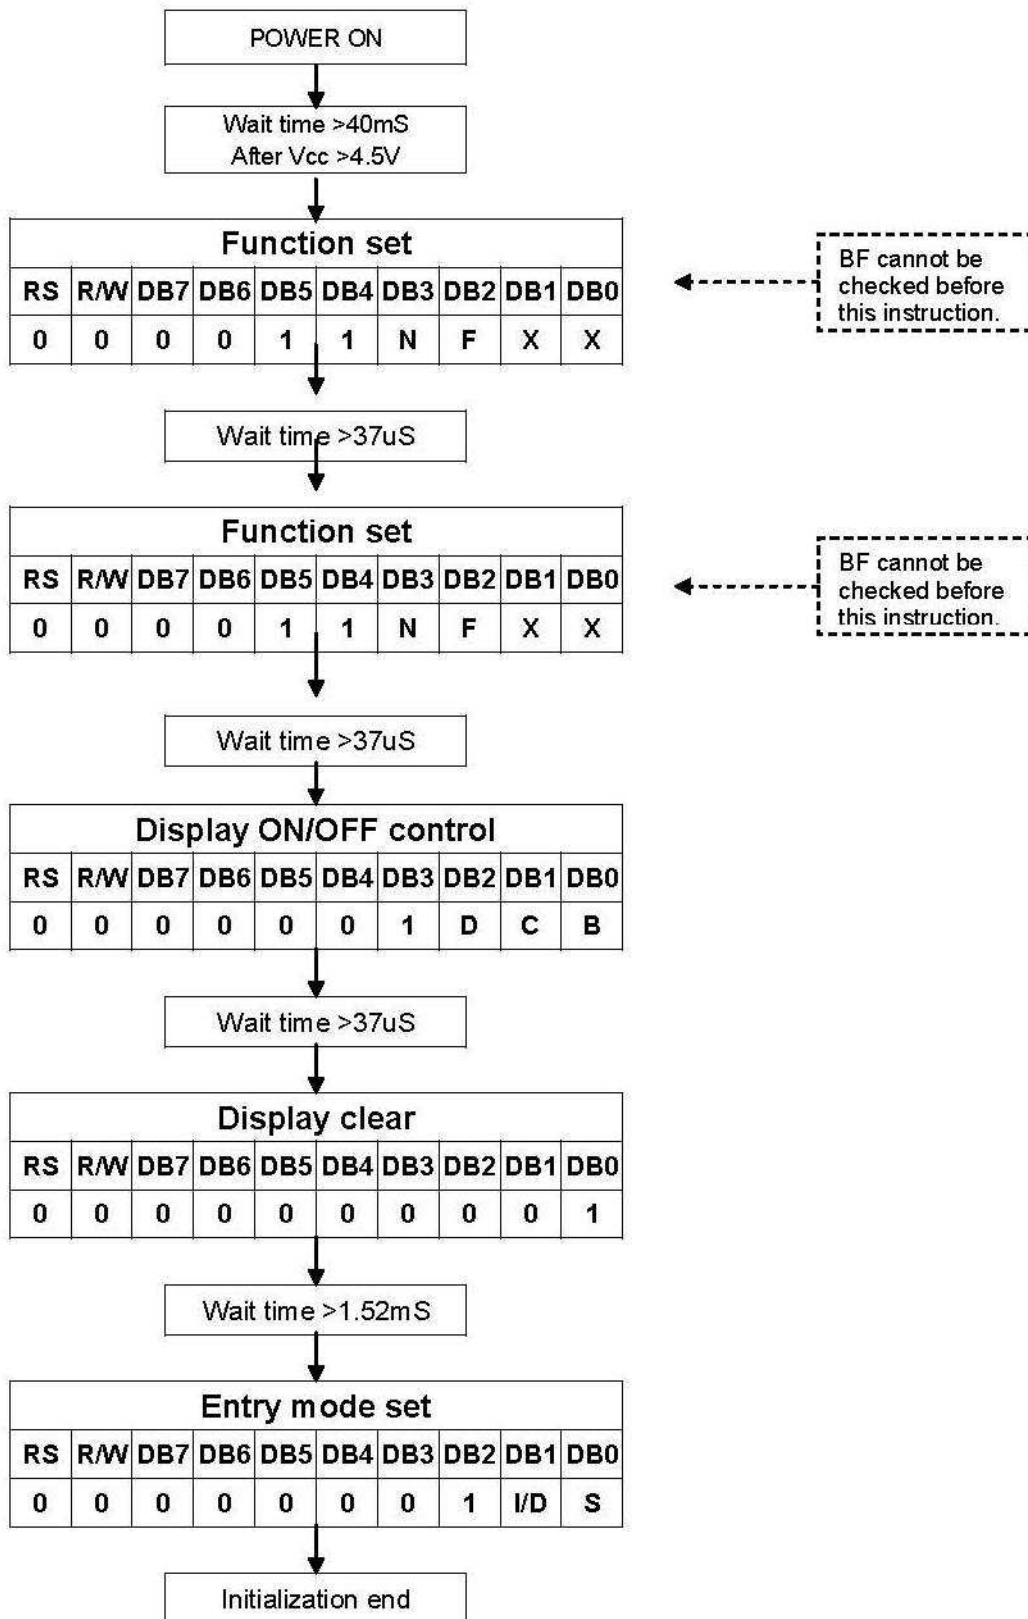 POWER ON
Wait time >40mS
After Vcc >4.5V
Function set
RS R/W DB7 DB6 DB5 DB4 DB3 DB2 DB1 DB0
0 0 0 0 1 1 N F X X
BF cannot be
checked before
this instruction.
Wait time >37uS
Function set
RS R/W DB7 DB6 DB5 DB4 DB3 DB2 DB1 DB0
0 0 0 0 1 1 N F X X
BF cannot be
checked before
this instruction.
Wait time >37uS
Display ON/OFF control
RS R/W DB7 DB6 DB5 DB4 DB3 DB2 DB1 DB0
0 0 0 0 0 0 1 D C B
Wait time >37uS
Display clear
RS R/W DB7 DB6 DB5 DB4 DB3 DB2 DB1 DB0
0 0 0 0 0 0 0 0 0 1
Wait time >1.52mS
Entry mode set
RS R/W DB7 DB6 DB5 DB4 DB3 DB2 DB1 DB0
0 0 0 0 0 0 0 1 I/D S
Initialization end